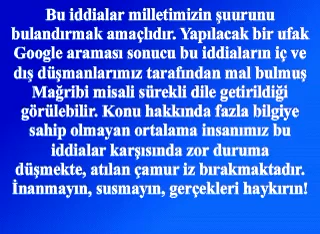 Bu iddialar milletimizin şuurunu
bulandırmak amaçlıdır. Yapılacak bir ufak
Google araması sonucu bu iddiaların iç ve
dış düşmanlarımız tarafından mal bulmuş
Mağribi misali sürekli dile getirildiği
görülebilir. Konu hakkında fazla bilgiye
sahip olmayan ortalama insanımız bu
iddialar karşısında zor duruma
düşmekte, atılan çamur iz bırakmaktadır.
İnanmayın, susmayın, gerçekleri haykırın!